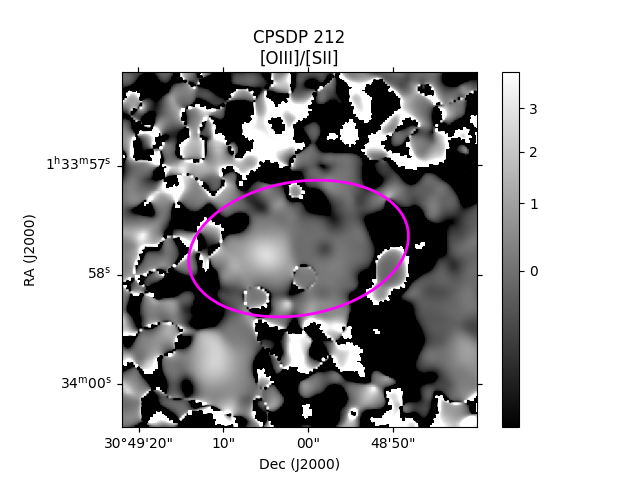 CPSDP 212
[OIII]/[SII]
RA (J2000)
1ʰ33ᵐ57ˢ
58ˢ
34ᵐ00ˢ
30°49'20"
10"
00"
48'50"
Dec (J2000)
3
2
1
0